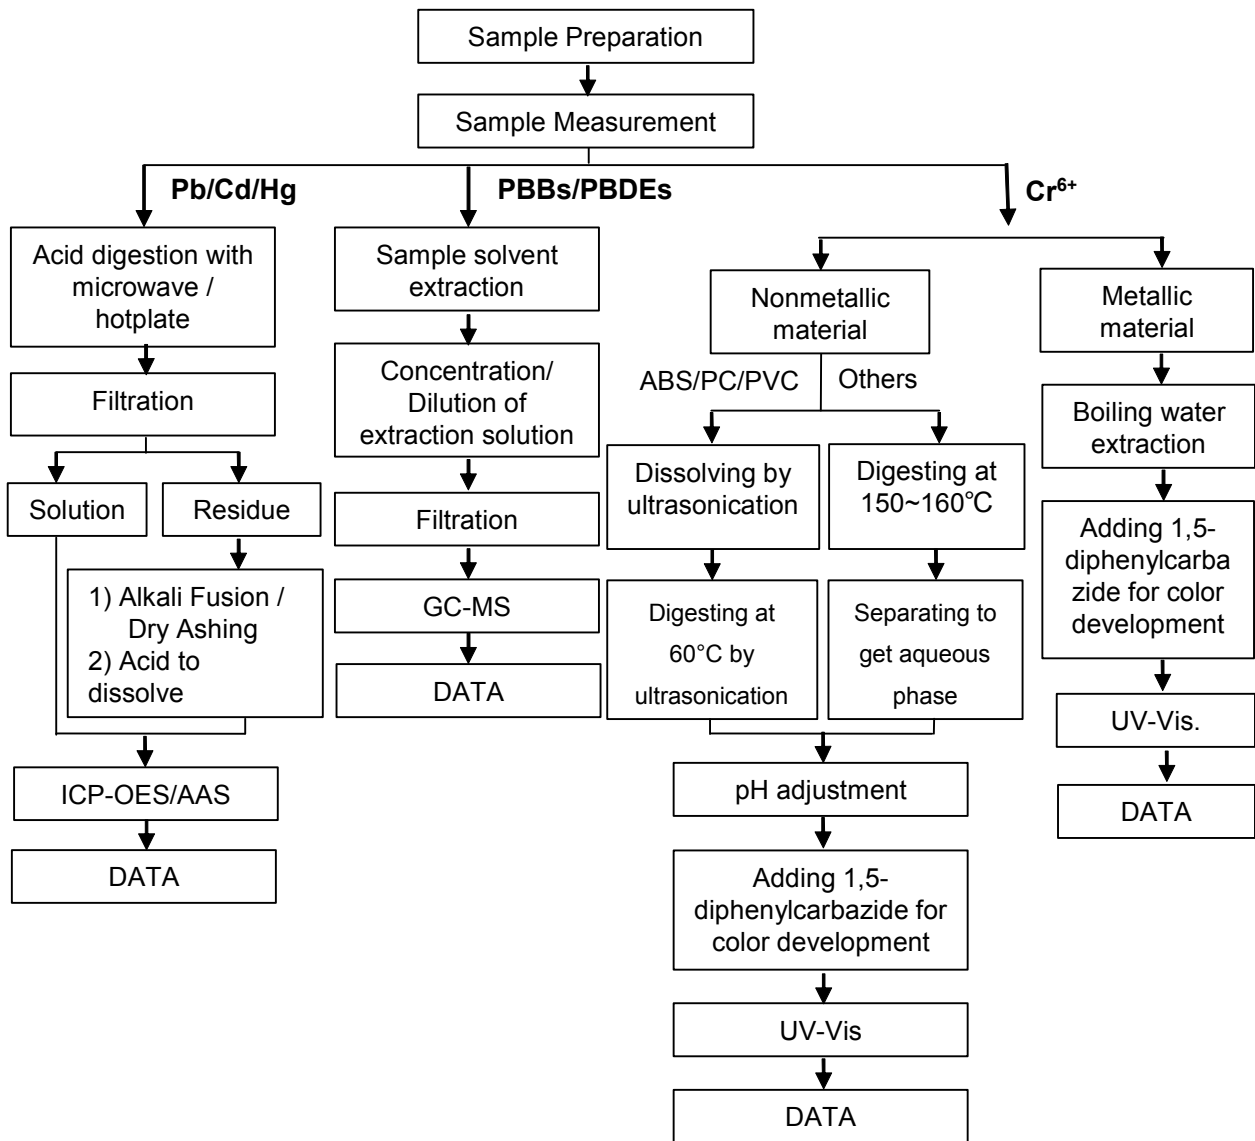 Sample Preparation
Sample Measurement
Pb/Cd/Hg
PBBs/PBDEs
Cr⁶⁺
Acid digestion with
microwave /
hotplate
Filtration
Solution
Residue
1) Alkali Fusion /
Dry Ashing
2) Acid to
dissolve
ICP-OES/AAS
DATA
Sample solvent
extraction
Concentration/
Dilution of
extraction solution
Filtration
GC-MS
DATA
Nonmetallic
material
ABS/PC/PVC
Others
Dissolving by
ultrasonication
Digesting at
60°C by
ultrasonication
Digesting at
150~160℃
Separating to
get aqueous
phase
pH adjustment
Adding 1,5-
diphenylcarbazide for
color development
UV-Vis
DATA
Metallic
material
Boiling water
extraction
Adding 1,5-
diphenylcarba
zide for color
development
UV-Vis.
DATA